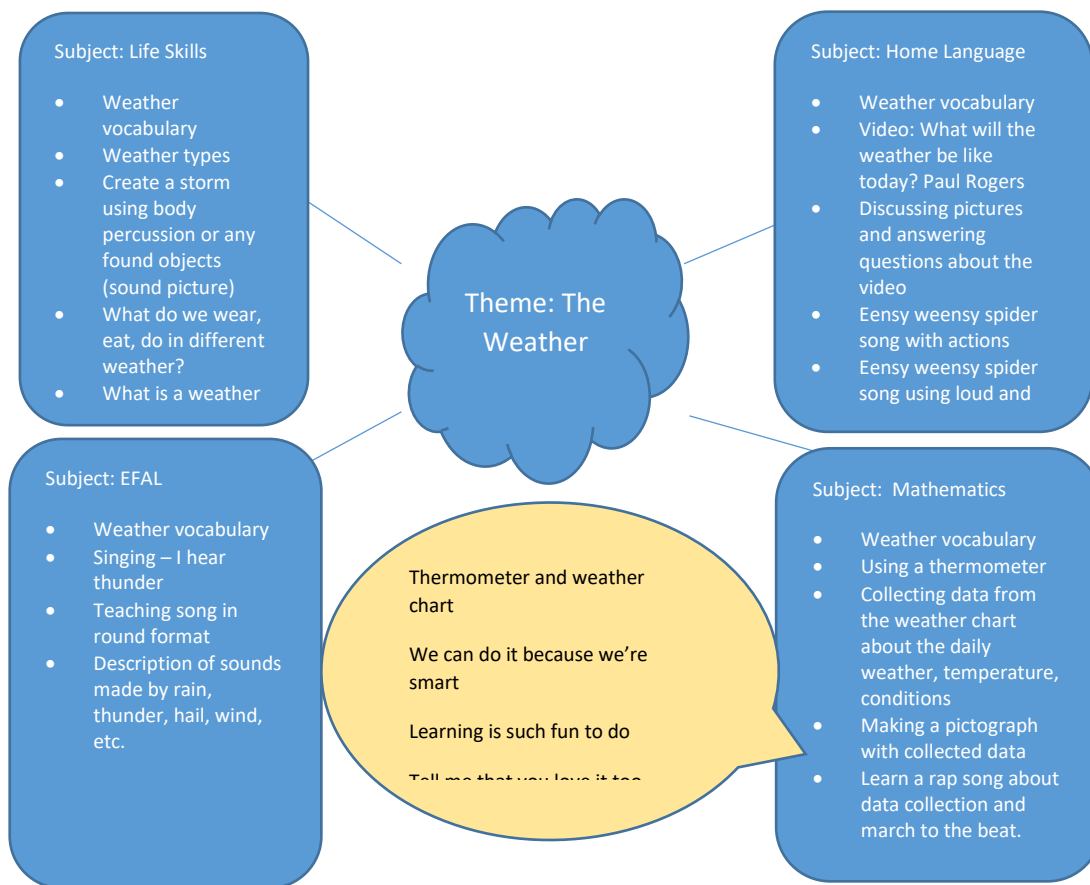 Subject: Life Skills
• Weather
vocabulary
• Weather types
• Create a storm
using body
percussion or any
found objects
(sound picture)
• What do we wear,
eat, do in different
weather?
• What is a weather
Subject: Home Language
• Weather vocabulary
• Video: What will the
weather be like
today? Paul Rogers
• Discussing pictures
and answering
questions about the
video
• Eensy weensy spider
song with actions
• Eensy weensy spider
song using loud and
Theme: The
Weather
Subject: EFAL
• Weather vocabulary
• Singing – I hear
thunder
• Teaching song in
round format
• Description of sounds
made by rain,
thunder, hail, wind,
etc.
Thermometer and weather
chart
We can do it because we’re
smart
Learning is such fun to do
Tell me that you love it too
Subject: Mathematics
• Weather vocabulary
• Using a thermometer
• Collecting data from
the weather chart
about the daily
weather, temperature,
conditions
• Making a pictograph
with collected data
• Learn a rap song about
data collection and
march to the beat.